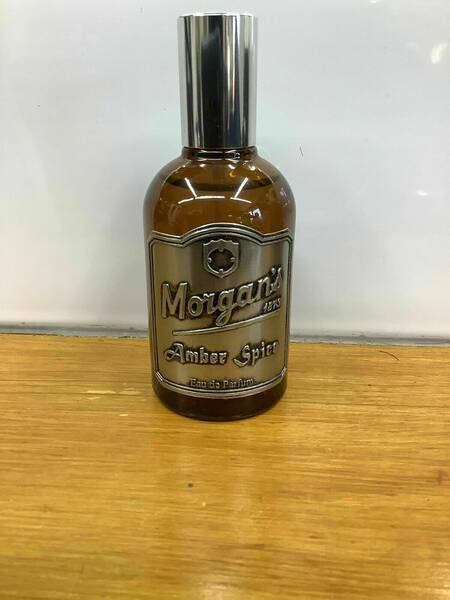 Morgan's
1873
Amber Spice
Eau de Parfum